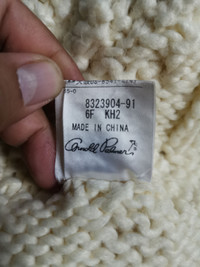 8323904-91
6F KH2
MADE IN CHINA
Arnold Palmer